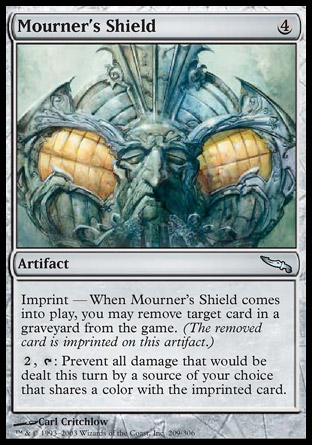 Mourner's Shield 4
Artifact
Imprint — When Mourner's Shield comes
into play, you may remove target card in a
graveyard from the game. (The removed
card is imprinted on this artifact.)
2, : Prevent all damage that would be
dealt this turn by a source of your choice
that shares a color with the imprinted card.
Carl Critchlow
™ & © 1993–2003 Wizards of the Coast, Inc. 209/306